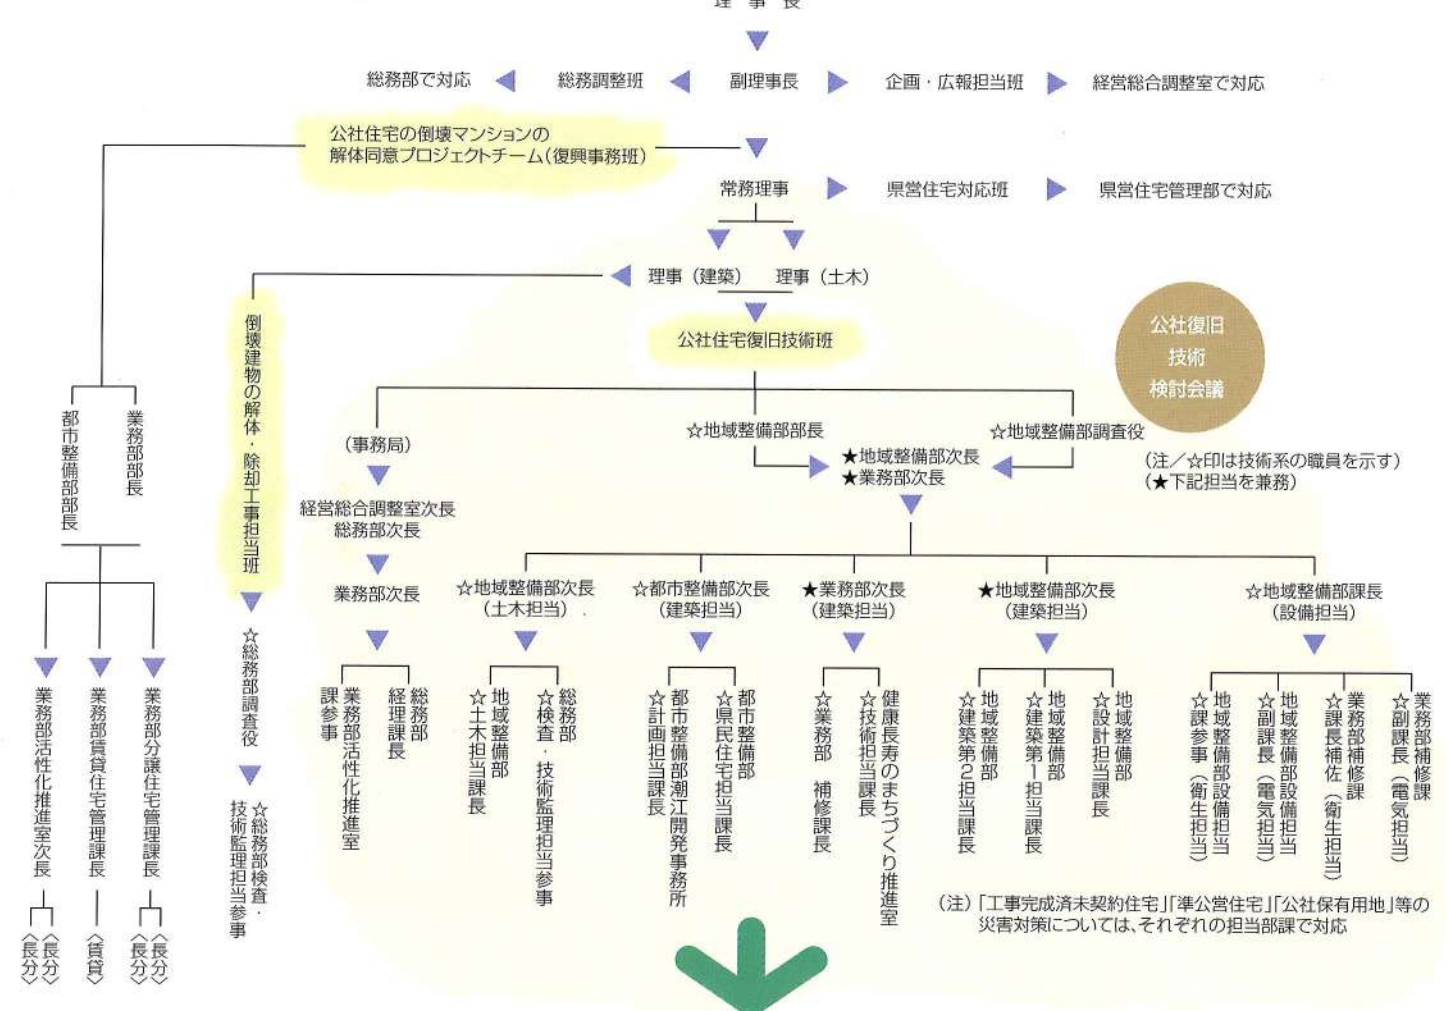 理事長
総務部で対応
総務調整班
副理事長
企画・広報担当班
経営総合調整室で対応
公社住宅の倒壊マンションの
解体同意プロジェクトチーム(復興事務班)
常務理事
県営住宅対応班
県営住宅管理部で対応
理事(建築)
理事(土木)
公社住宅復旧技術班
公社復旧
技術
検討会議
倒壊建物の解体・除却工事担当班
業務部部長
都市整備部部長
(事務局)
☆地域整備部部長
☆地域整備部調査役
★地域整備部次長
★業務部次長
(注/☆印は技術系の職員を示す)
(★下記担当を兼務)
経営総合調整室次長
総務部次長
業務部次長
☆地域整備部次長
(土木担当)
☆都市整備部次長
(建築担当)
★業務部次長
(建築担当)
★地域整備部次長
(建築担当)
☆地域整備部課長
(設備担当)
☆総務部調査役
☆総務部検査・
技術監理担当参事
業務部分譲住宅管理課長
業務部賃貸住宅管理課長
業務部活性化推進室次長
〈長分〉
〈長分〉
〈賃貸〉
〈長分〉
〈長分〉
総務部
経理課長
業務部活性化推進室
課参事
総務部
☆検査・技術監理担当参事
地域整備部
☆土木担当課長
都市整備部
☆県民住宅担当課長
都市整備部潮江開発事務所
☆計画担当課長
健康長寿のまちづくり推進室
☆技術担当課長
☆業務部 補修課長
地域整備部
☆設計担当課長
地域整備部
☆建築第1担当課長
地域整備部
☆建築第2担当課長
業務部補修課
☆副課長(電気担当)
業務部補修課
☆課長補佐(衛生担当)
地域整備部設備担当
☆副課長(電気担当)
地域整備部設備担当
☆課参事(衛生担当)
(注)「工事完成済未契約住宅」「準公営住宅」「公社保有用地」等の
災害対策については、それぞれの担当部課で対応